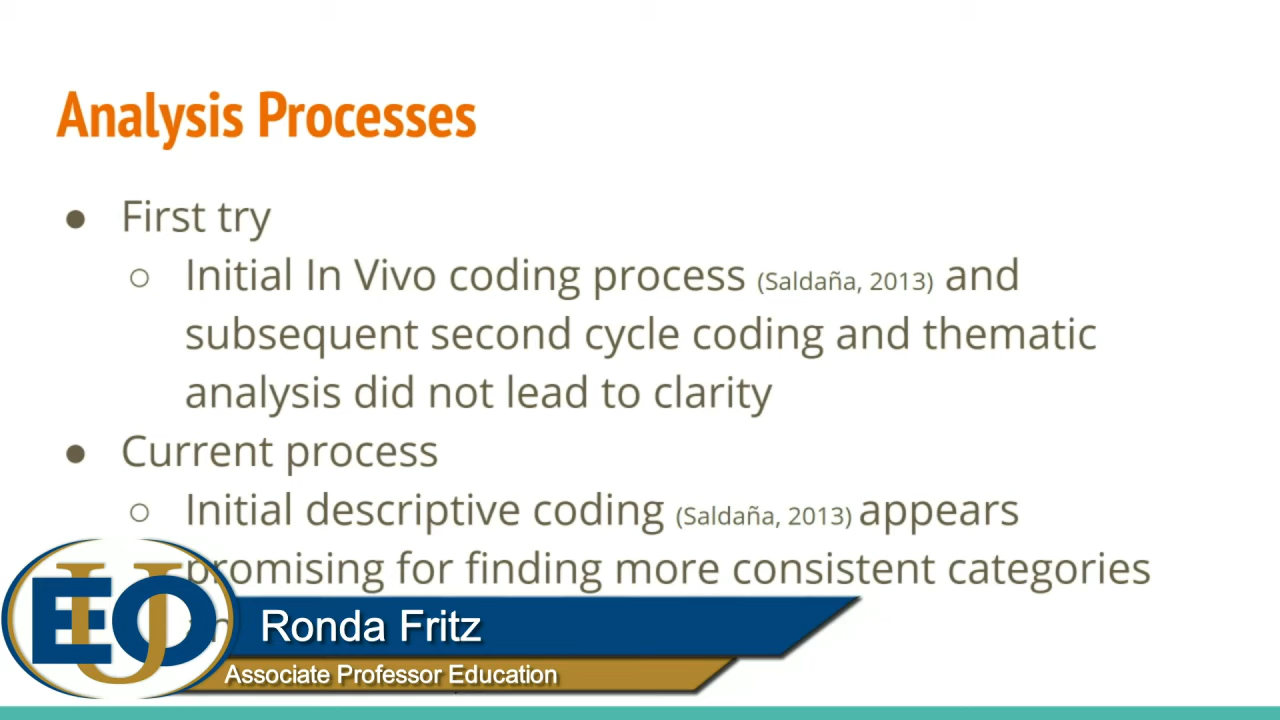 Analysis Processes
● First try
○ Initial In Vivo coding process (Saldaña, 2013) and
subsequent second cycle coding and thematic
analysis did not lead to clarity
● Current process
○ Initial descriptive coding (Saldaña, 2013) appears
promising for finding more consistent categories
EOU
Ronda Fritz
Associate Professor Education